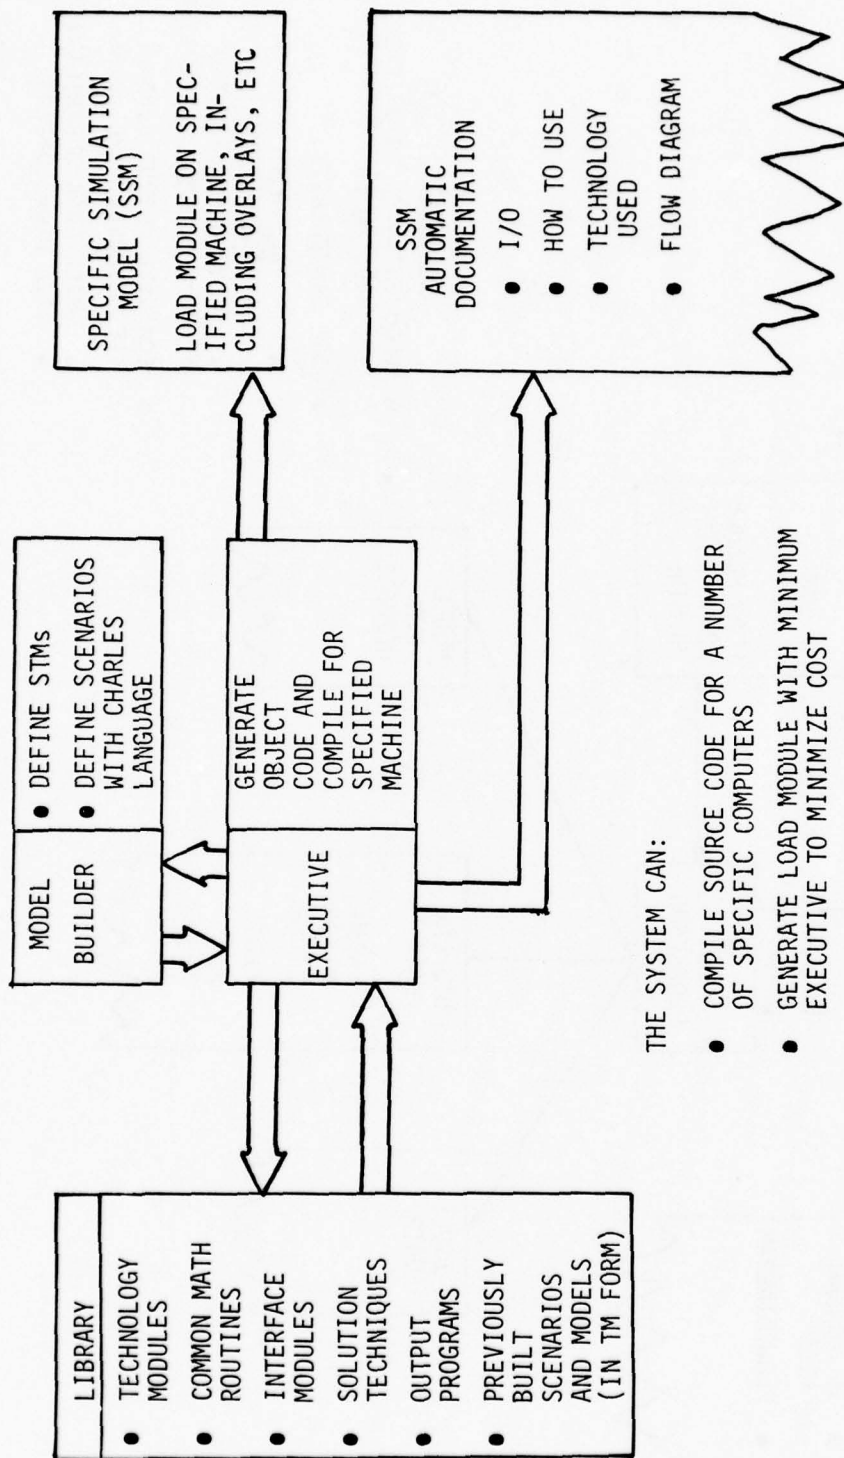 LIBRARY
● TECHNOLOGY
MODULES
● COMMON MATH
ROUTINES
● INTERFACE
MODULES
● SOLUTION
TECHNIQUES
● OUTPUT
PROGRAMS
● PREVIOUSLY
BUILT
SCENARIOS
AND MODELS
(IN TM FORM)
MODEL
BUILDER
● DEFINE STMs
● DEFINE SCENARIOS
WITH CHARLES
LANGUAGE
EXECUTIVE
GENERATE
OBJECT
CODE AND
COMPILE FOR
SPECIFIED
MACHINE
SPECIFIC SIMULATION
MODEL (SSM)
LOAD MODULE ON SPEC-
IFIED MACHINE, IN-
CLUDING OVERLAYS, ETC
SSM
AUTOMATIC
DOCUMENTATION
● I/O
● HOW TO USE
● TECHNOLOGY
USED
● FLOW DIAGRAM
THE SYSTEM CAN:
● COMPILE SOURCE CODE FOR A NUMBER
OF SPECIFIC COMPUTERS
● GENERATE LOAD MODULE WITH MINIMUM
EXECUTIVE TO MINIMIZE COST